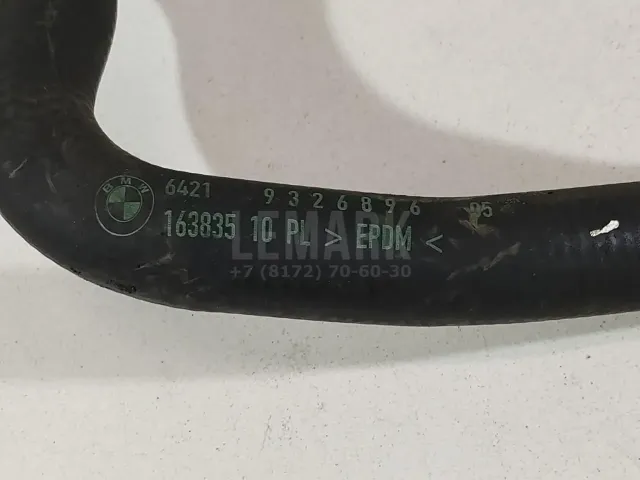 BMW
6421 9326896 05
163835 10 PL > EPDM <
LEMARK
+7 (8172) 70-60-30